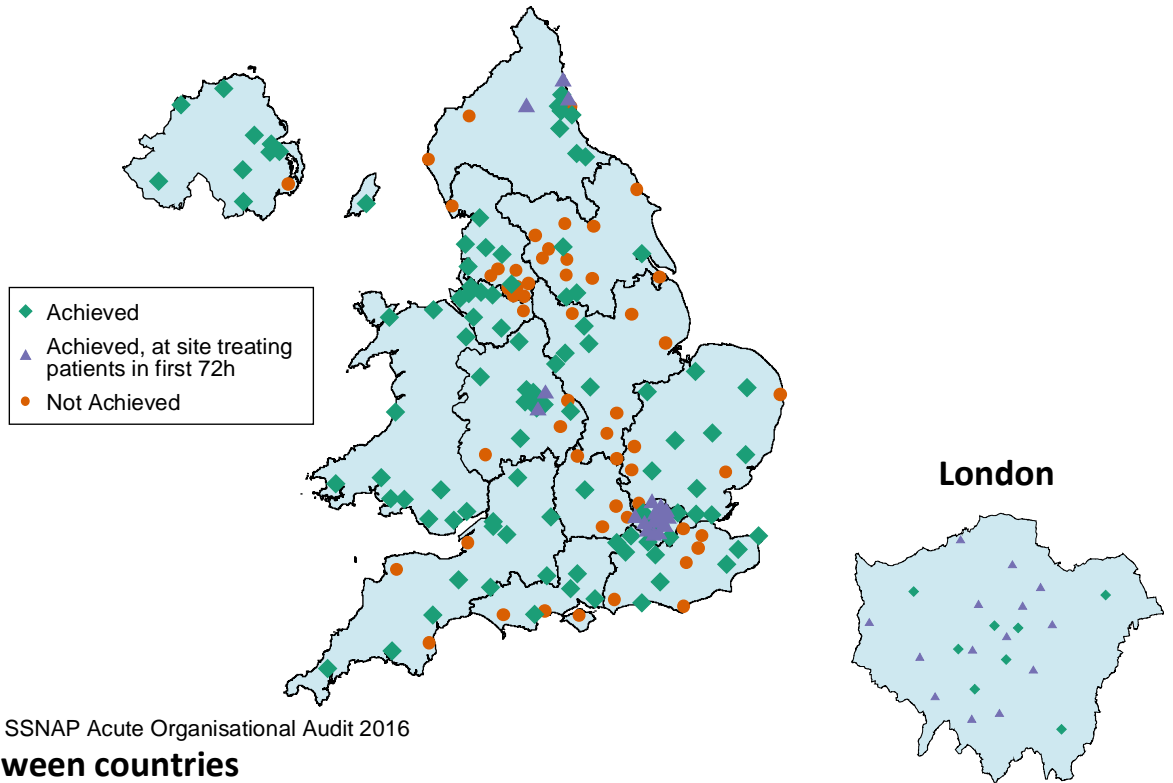 Achieved
Achieved, at site treating
patients in first 72h
Not Achieved
London
SSNAP Acute Organisational Audit 2016
ween countries